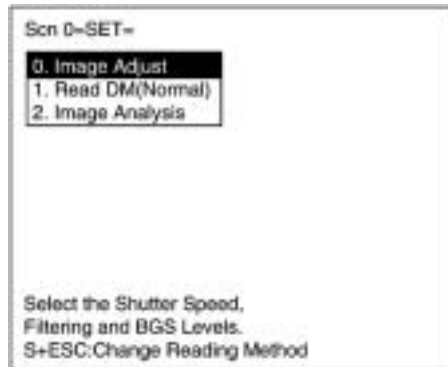 Scn 0=SET=
0. Image Adjust
1. Read DM(Normal)
2. Image Analysis
Select the Shutter Speed,
Filtering and BGS Levels.
S+ESC:Change Reading Method